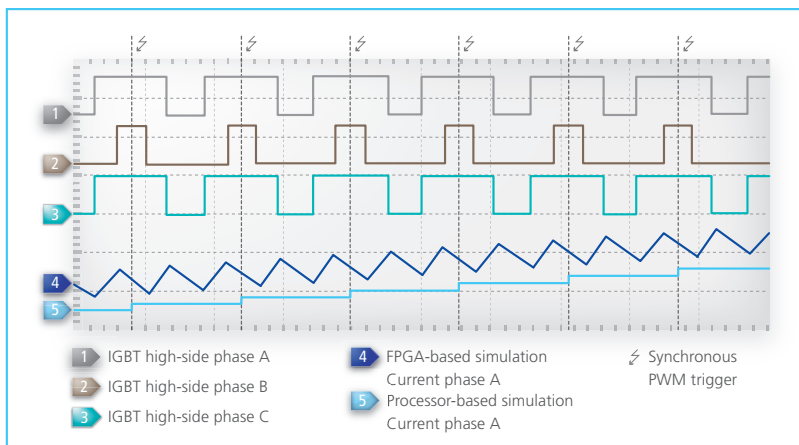 1
2
3
4
5
1 IGBT high-side phase A
2 IGBT high-side phase B
3 IGBT high-side phase C
4 FPGA-based simulation
Current phase A
5 Processor-based simulation
Current phase A
Synchronous
PWM trigger